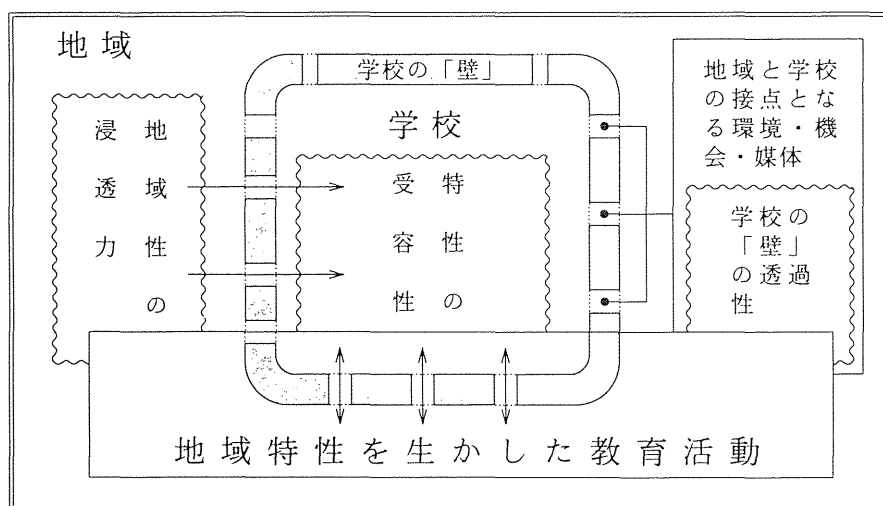 地域
学校の「壁」
学校
地域性の
浸透力
特性の
受容性
地域と学校
の接点とな
る環境・機
会・媒体
学校の
「壁」
の透過
性
地域特性を生かした教育活動